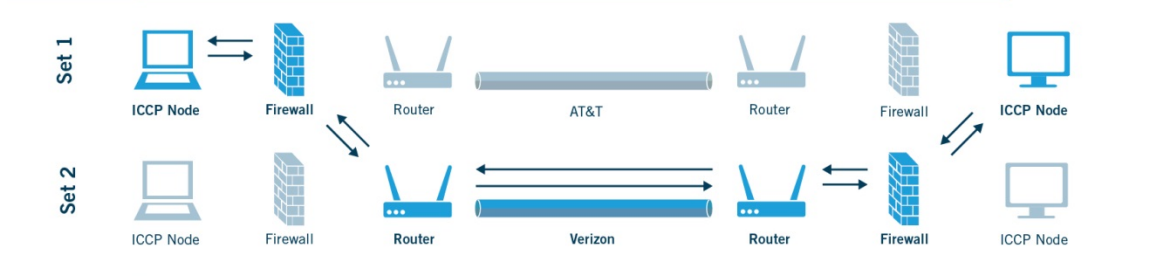 Set 1
ICCP Node
Firewall
Router
AT&T
Router
Firewall
ICCP Node
Set 2
ICCP Node
Firewall
Router
Verizon
Router
Firewall
ICCP Node